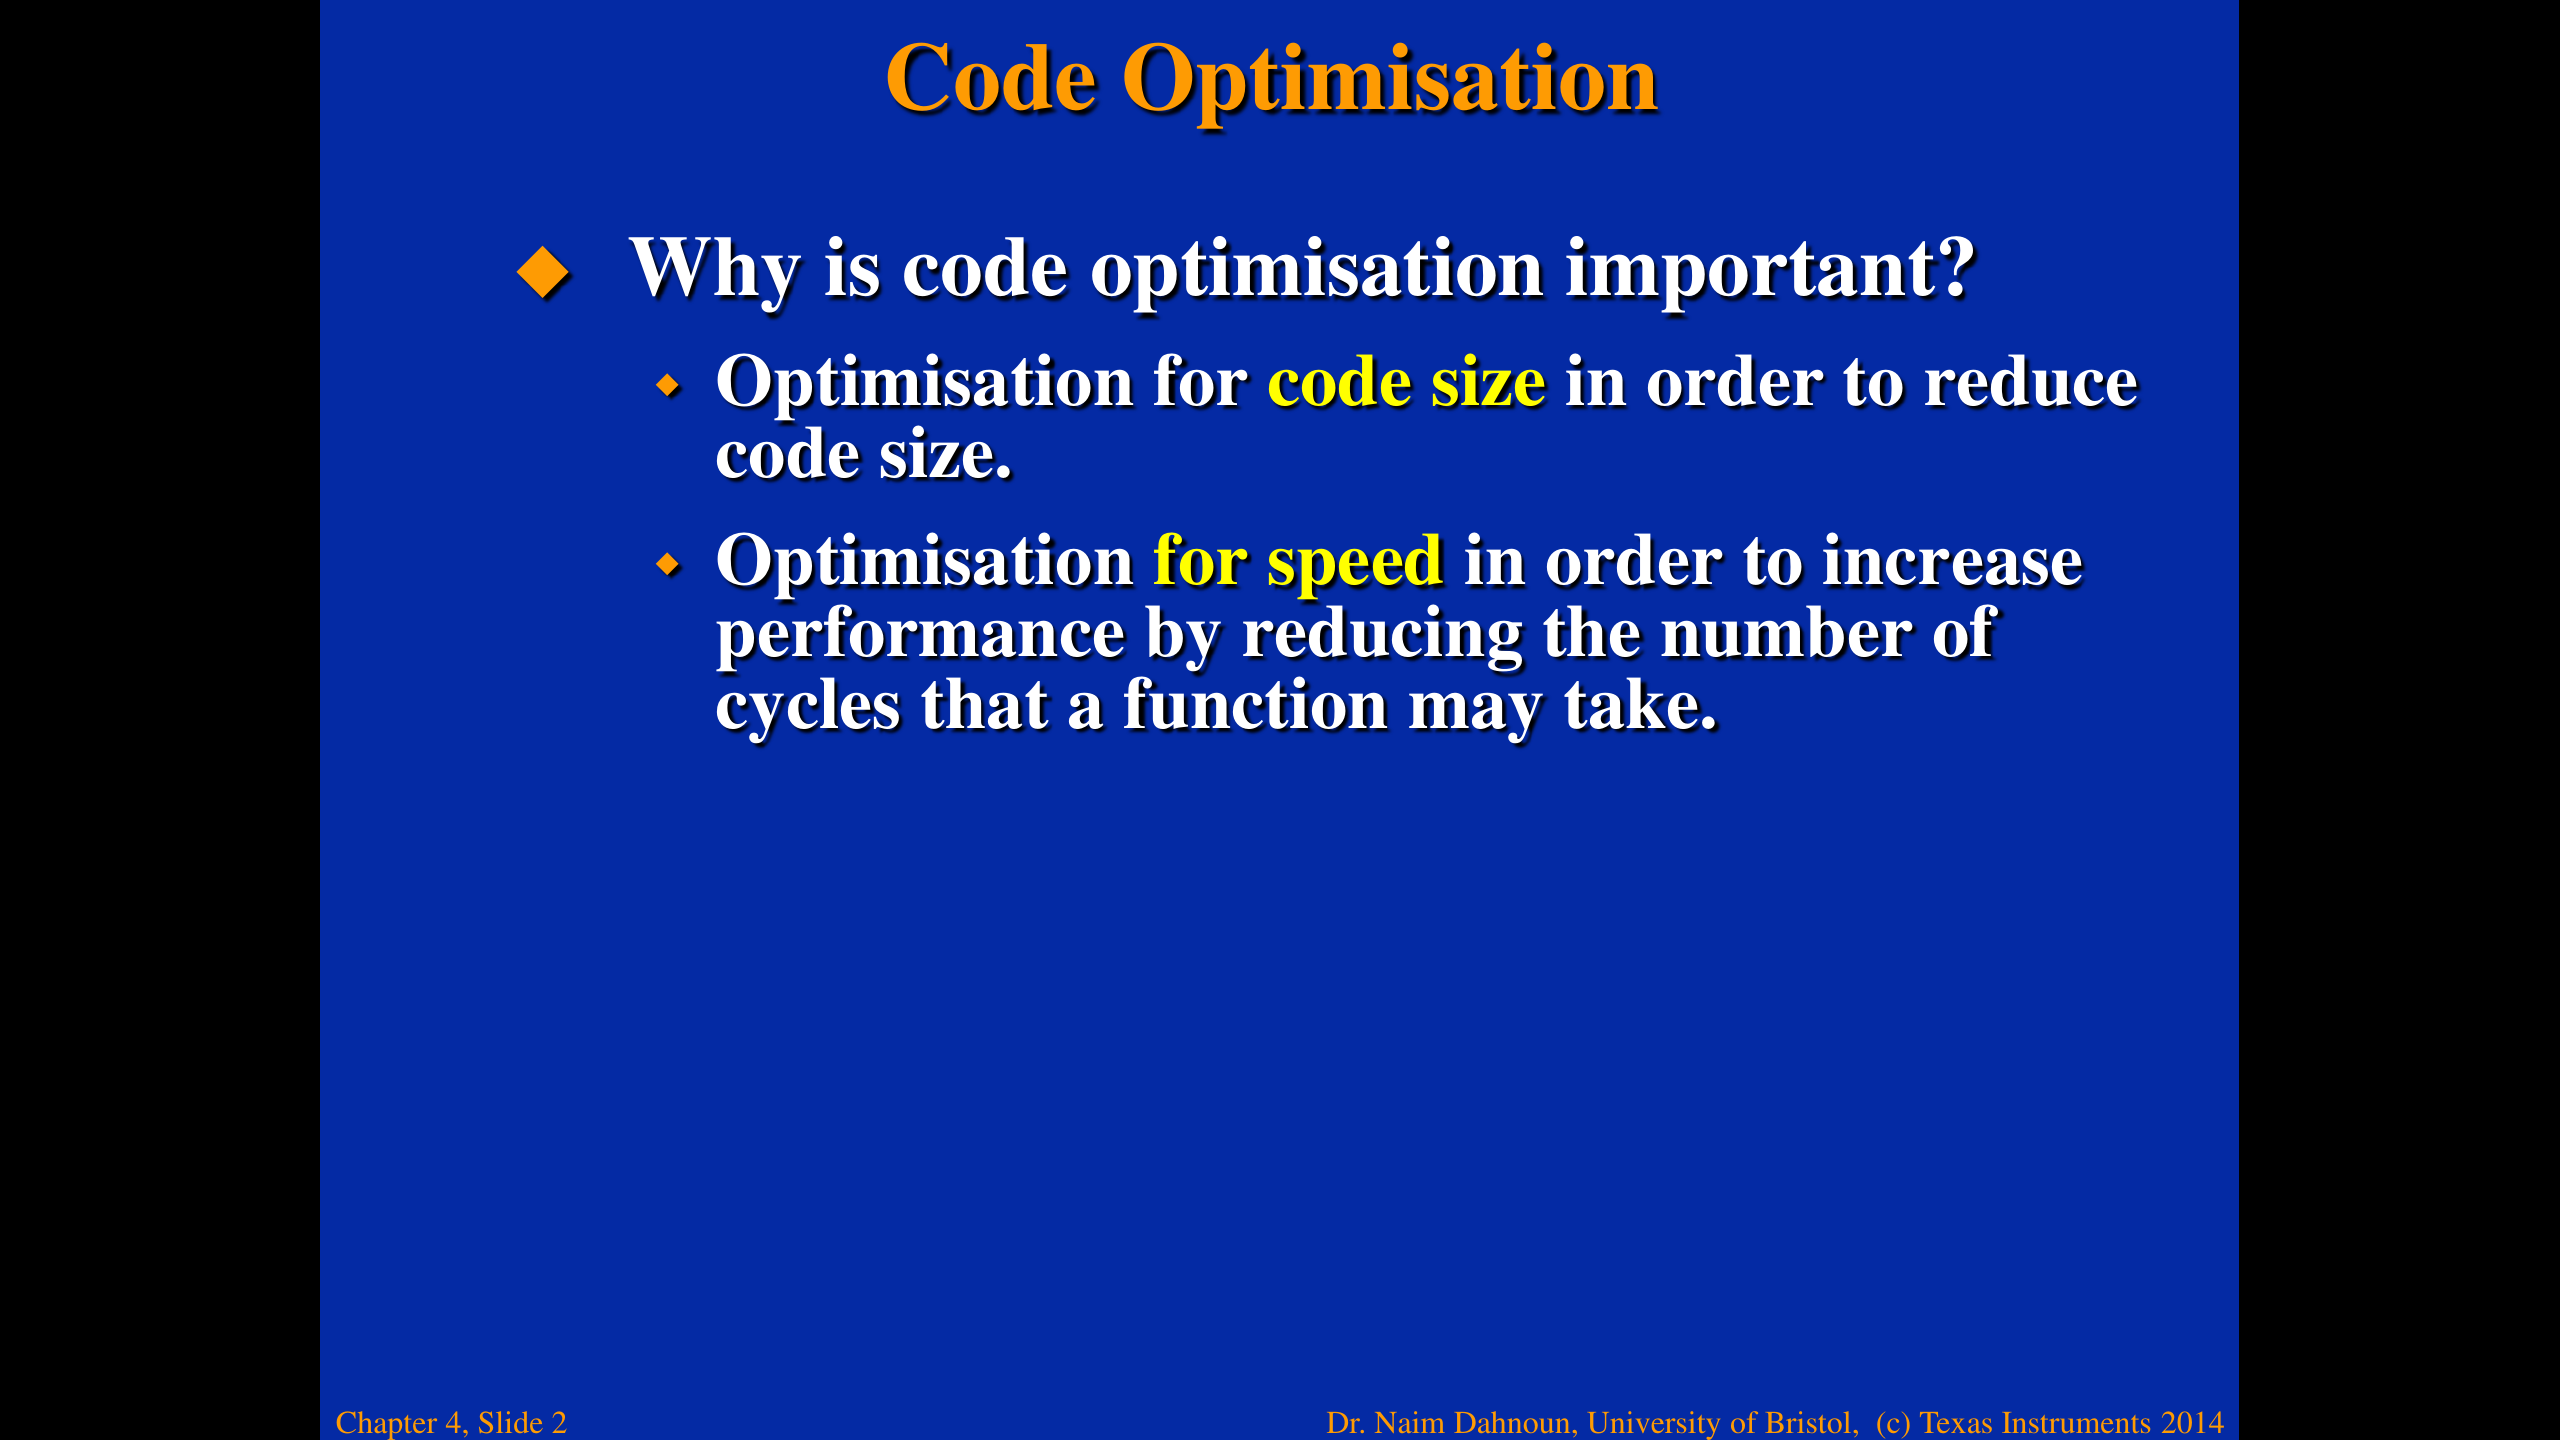 Code Optimisation
Why is code optimisation important?
Optimisation for code size in order to reduce
code size.
Optimisation for speed in order to increase
performance by reducing the number of
cycles that a function may take.
Chapter 4, Slide 2
Dr. Naim Dahnoun, University of Bristol,  (c) Texas Instruments 2014